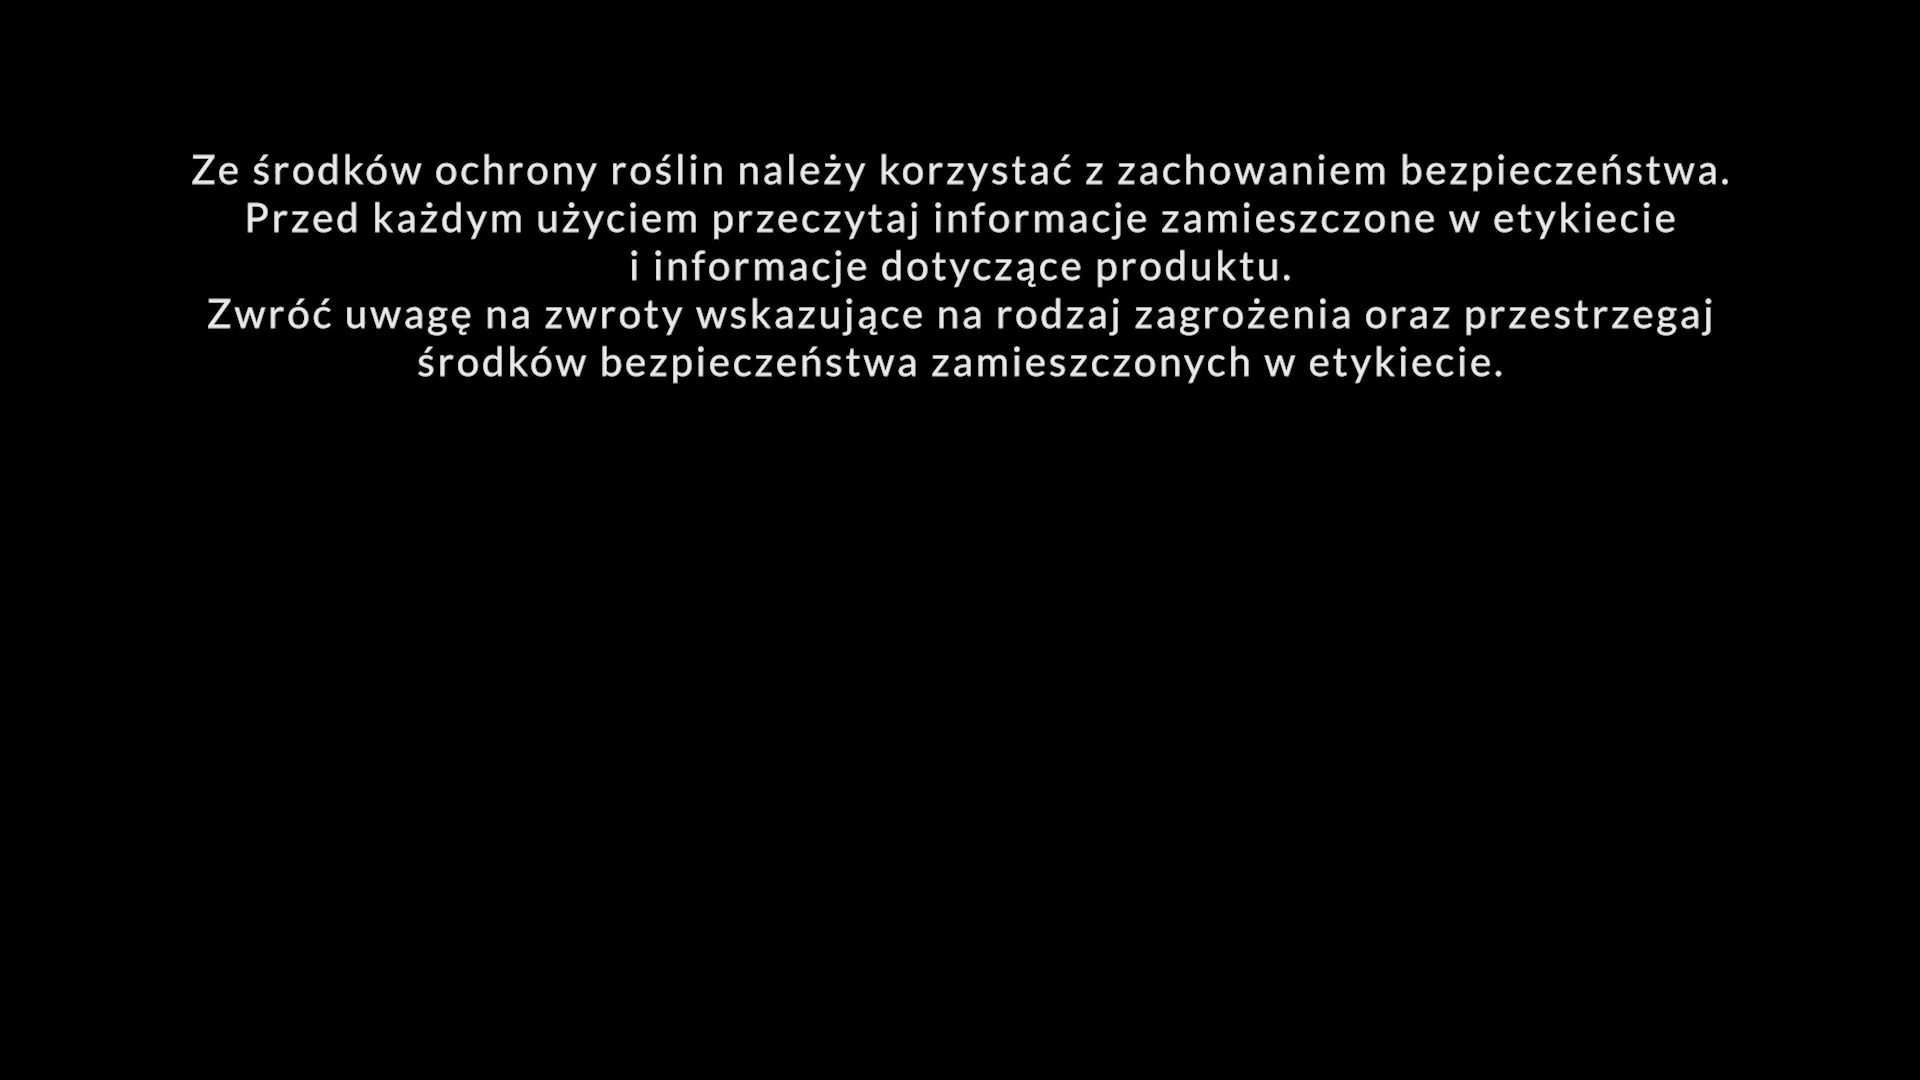 Ze środków ochrony roślin należy korzystać z zachowaniem bezpieczeństwa.
Przed każdym użyciem przeczytaj informacje zamieszczone w etykiecie
i informacje dotyczące produktu.
Zwróć uwagę na zwroty wskazujące na rodzaj zagrożenia oraz przestrzegaj
środków bezpieczeństwa zamieszczonych w etykiecie.